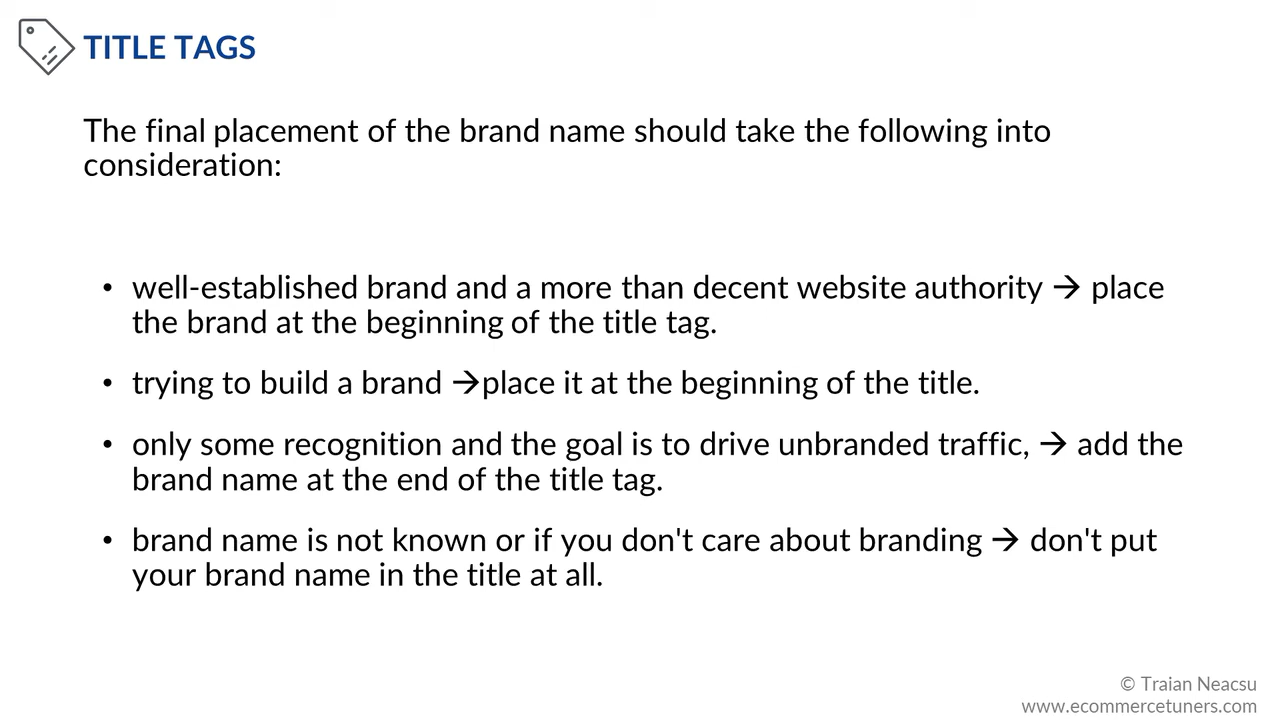 TITLE TAGS
The final placement of the brand name should take the following into
consideration:
• well-established brand and a more than decent website authority → place
the brand at the beginning of the title tag.
• trying to build a brand →place it at the beginning of the title.
• only some recognition and the goal is to drive unbranded traffic, → add the
brand name at the end of the title tag.
• brand name is not known or if you don't care about branding → don't put
your brand name in the title at all.
© Traian Neacsu
www.ecommercetuners.com